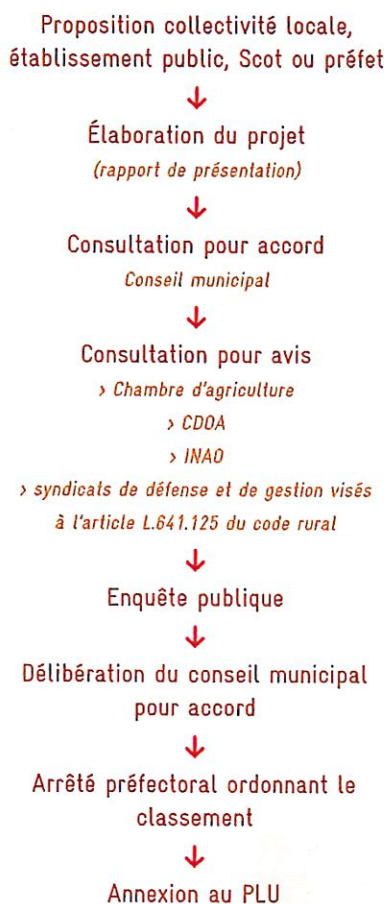 Proposition collectivité locale,
établissement public, Scot ou préfet
↓
Élaboration du projet
(rapport de présentation)
↓
Consultation pour accord
Conseil municipal
↓
Consultation pour avis
> Chambre d'agriculture
> CDOA
> INAO
> syndicats de défense et de gestion visés
à l'article L.641.125 du code rural
↓
Enquête publique
↓
Délibération du conseil municipal
pour accord
↓
Arrêté préfectoral ordonnant le
classement
↓
Annexion au PLU